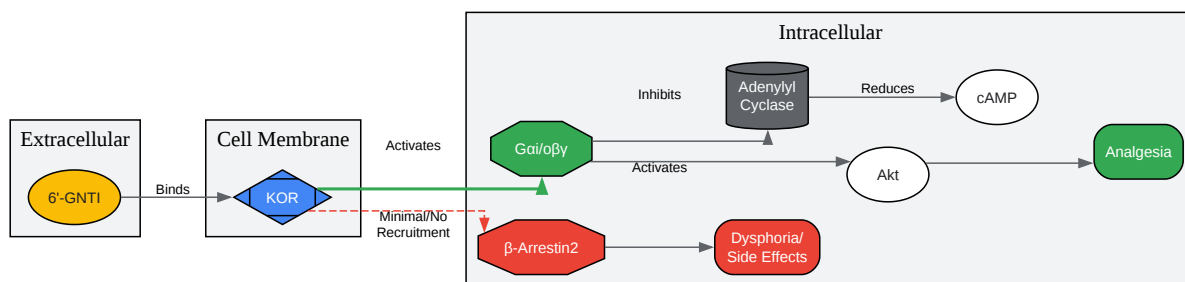 Extracellular
6'-GNTI
Binds
Cell Membrane
KOR
Activates
Minimal/No
Recruitment
Intracellular
Gαi/oβγ
Inhibits
Activates
Adenylyl
Cyclase
Reduces
cAMP
Akt
Analgesia
β-Arrestin2
Dysphoria/
Side Effects